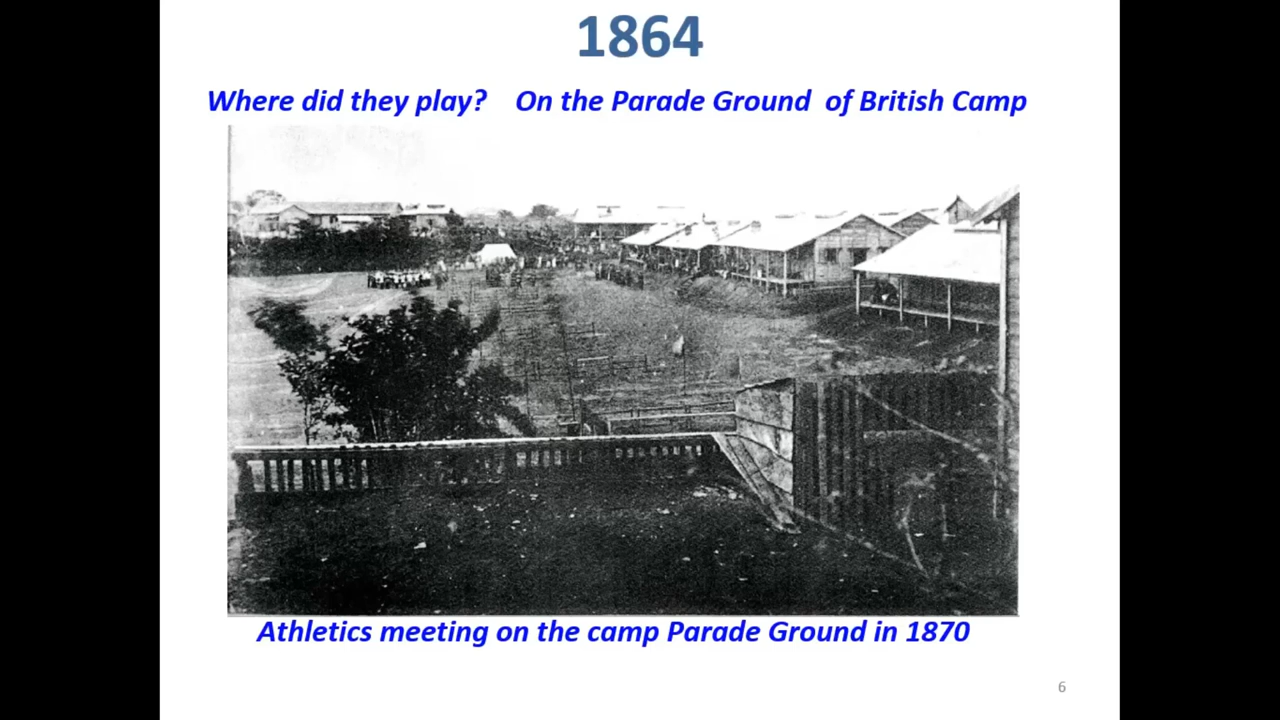 1864
Where did they play? On the Parade Ground of British Camp
Athletics meeting on the camp Parade Ground in 1870
6